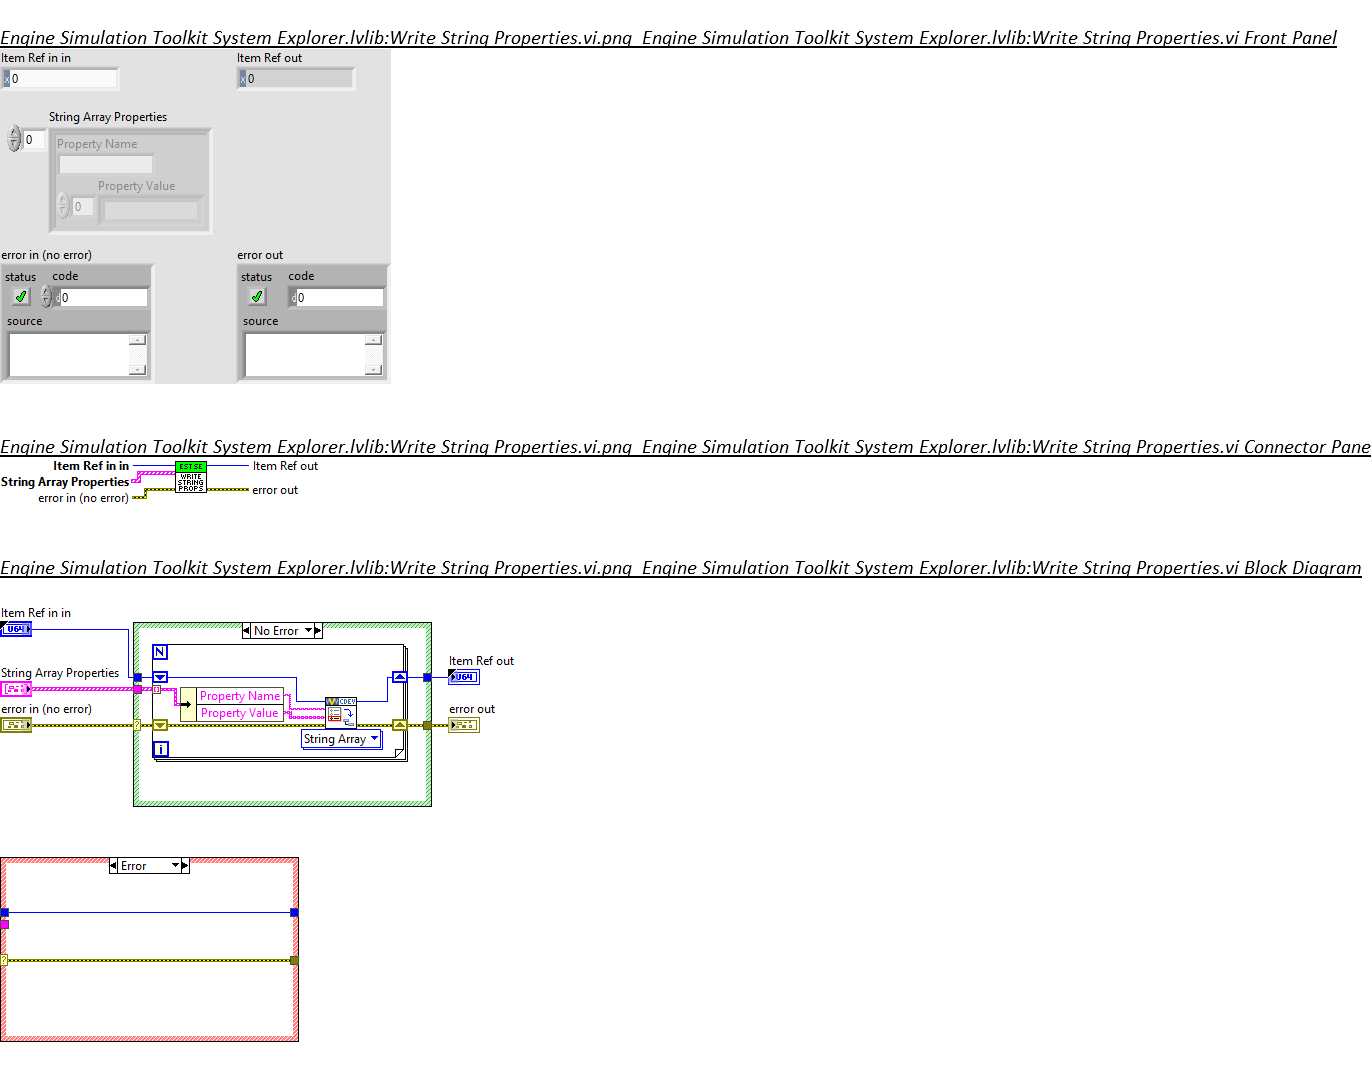 Engine Simulation Toolkit System Explorer.lvlib:Write String Properties.vi.png  Engine Simulation Toolkit System Explorer.lvlib:Write String Properties.vi Front Panel
Item Ref in in
Item Ref out
x 0
x 0
String Array Properties
0
Property Name
Property Value
0
error in (no error)
error out
status code
status code
d 0
d 0
source
source
Engine Simulation Toolkit System Explorer.lvlib:Write String Properties.vi.png  Engine Simulation Toolkit System Explorer.lvlib:Write String Properties.vi Connector Pane
Item Ref in in
String Array Properties
error in (no error)
EST SE
WRITE
STRING
PROPS
Item Ref out
error out
Engine Simulation Toolkit System Explorer.lvlib:Write String Properties.vi.png  Engine Simulation Toolkit System Explorer.lvlib:Write String Properties.vi Block Diagram
Item Ref in in
U64
String Array Properties
error in (no error)
No Error
N
Property Name
Property Value
CDEV
String Array
i
?
Item Ref out
U64
error out
Error
?